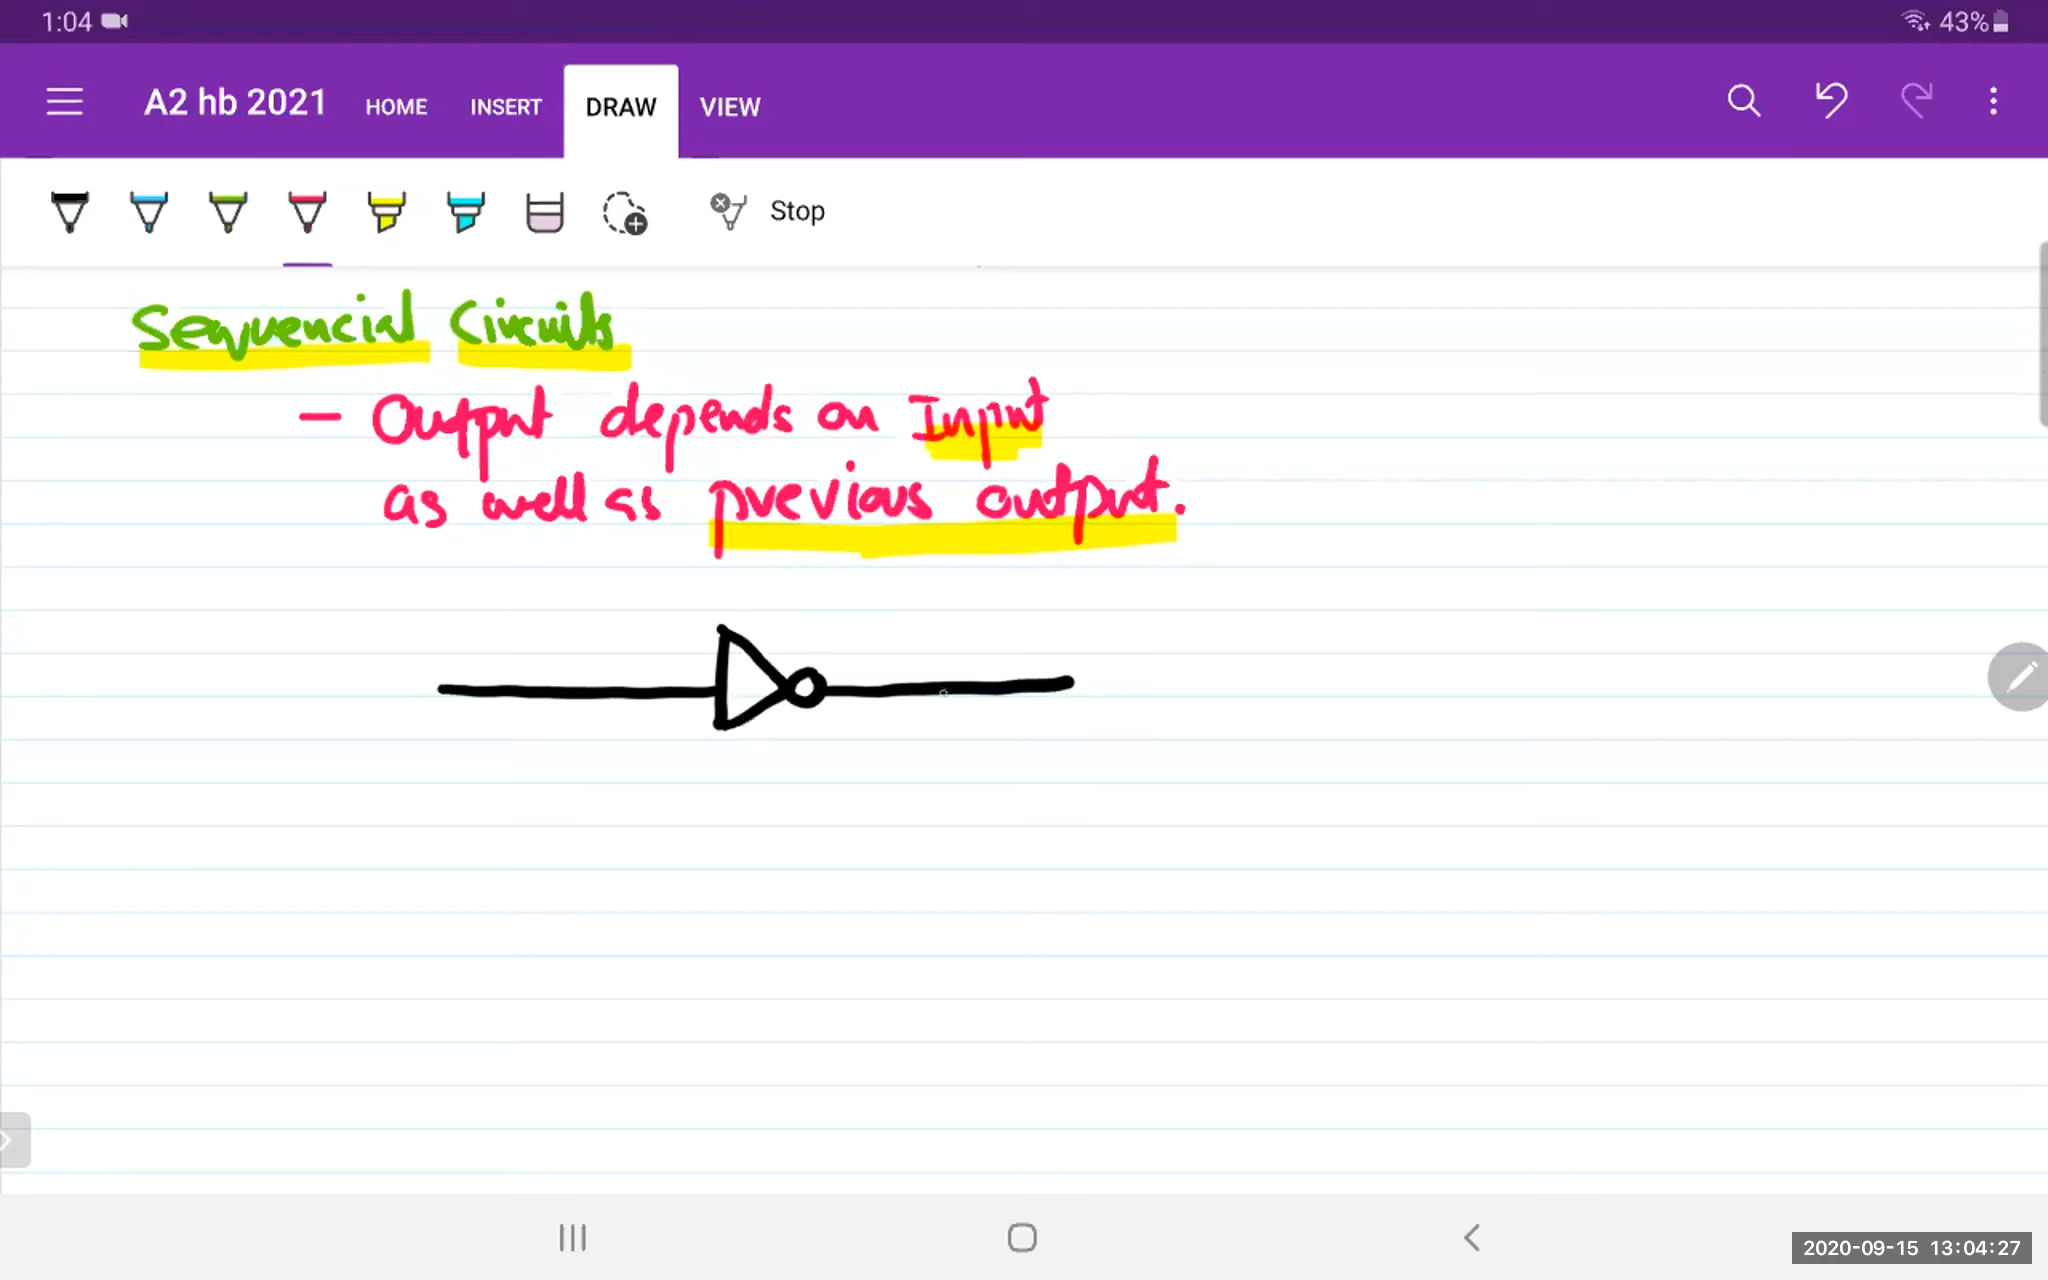 1:04
43%
A2 hb 2021 HOME INSERT DRAW VIEW
Stop
Sequencial Circuits
– Output depends on Input
as well as previous output.
2020-09-15 13:04:27